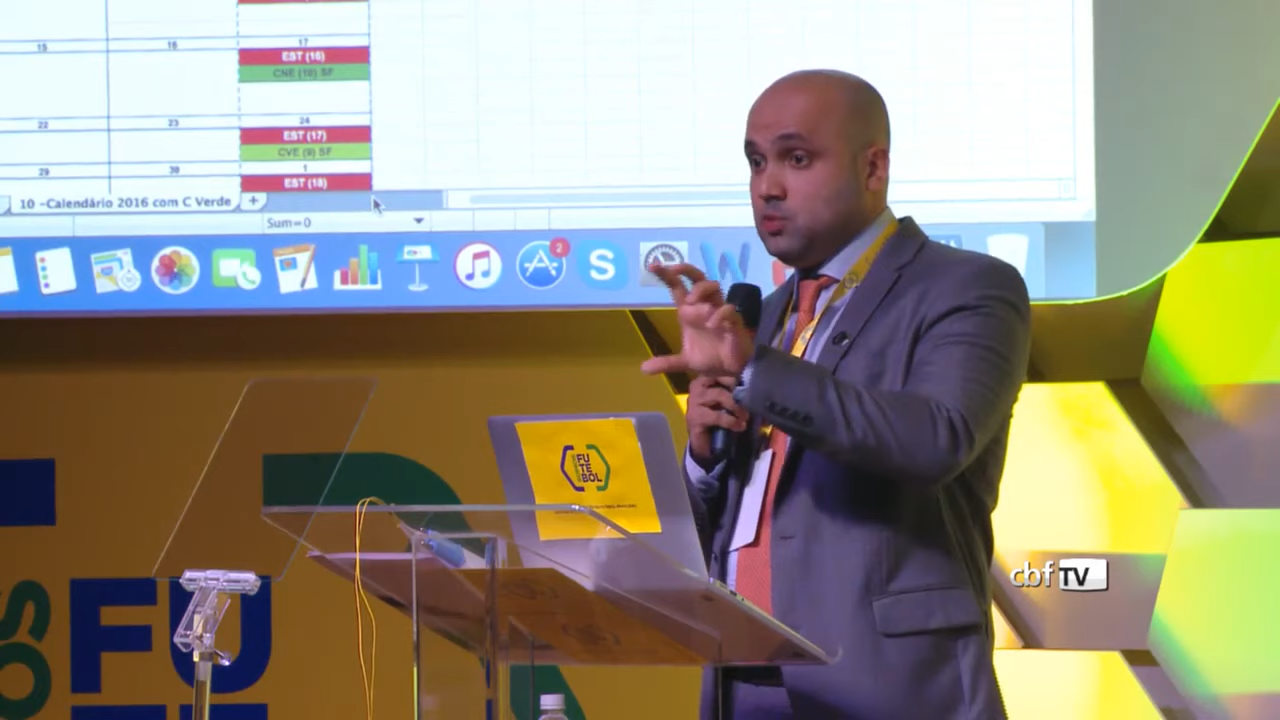 15 16 17
EST (16)
CNE (10) SF
22 23 24
EST (17)
CVE (9) SF
29 30 1
EST (18)
10 -Calendário 2016 com C Verde +
Sum=0
2
S
W
FU
TE
BOL
cbf TV
OS
FU